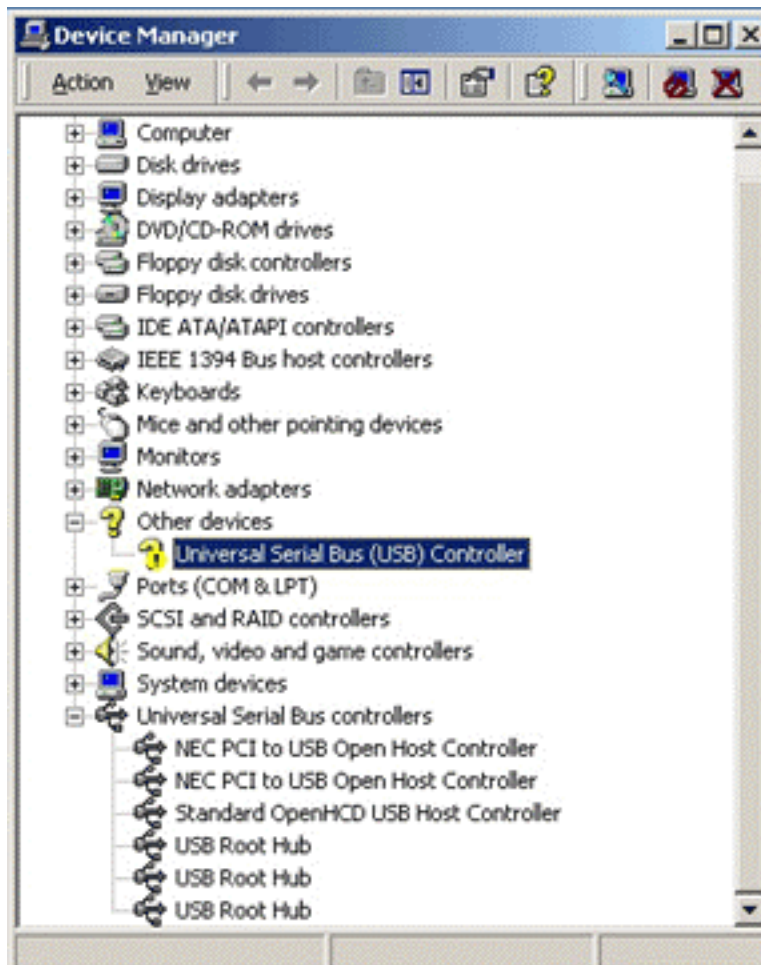 Device Manager
Action View
Computer
Disk drives
Display adapters
DVD/CD-ROM drives
Floppy disk controllers
Floppy disk drives
IDE ATA/ATAPI controllers
IEEE 1394 Bus host controllers
Keyboards
Mice and other pointing devices
Monitors
Network adapters
Other devices
Universal Serial Bus (USB) Controller
Ports (COM & LPT)
SCSI and RAID controllers
Sound, video and game controllers
System devices
Universal Serial Bus controllers
NEC PCI to USB Open Host Controller
NEC PCI to USB Open Host Controller
Standard OpenHCD USB Host Controller
USB Root Hub
USB Root Hub
USB Root Hub